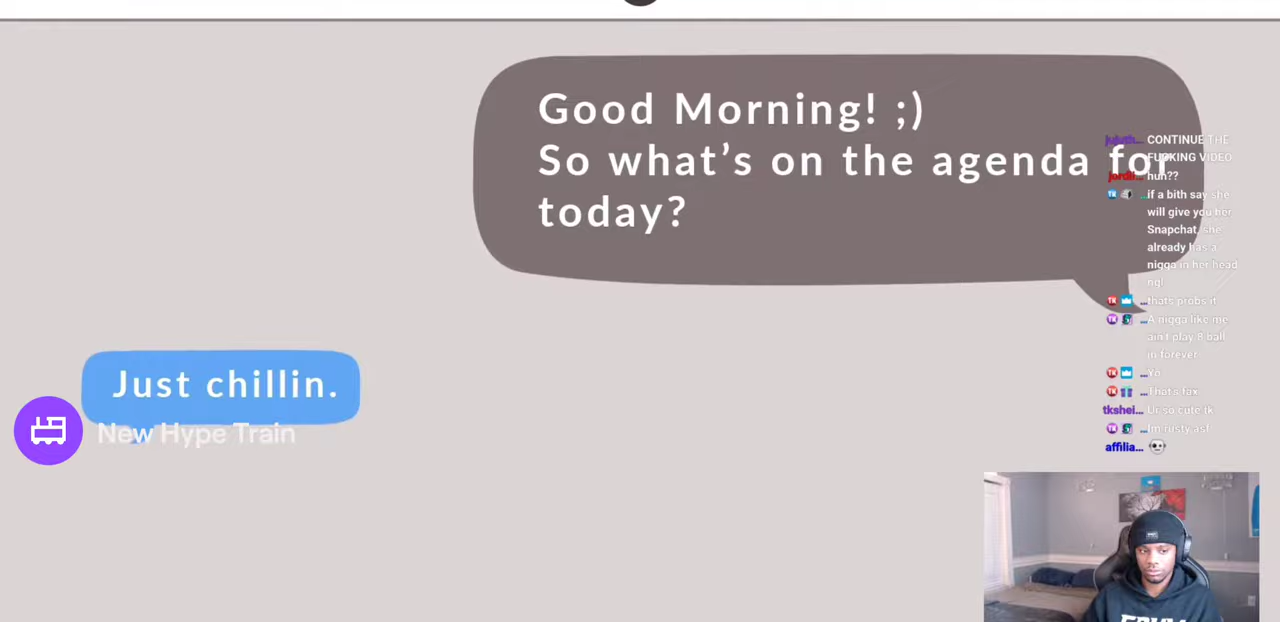 Good Morning! ;)
So what's on the agenda for
today?
Just chillin.
New Hype Train
CONTINUE THE
FUCKING VIDEO
huh??
if a bith say she
will give you her
Snapchat, she
already has a
nigga in her head
ngl
thats probs it
A nigga like me
ain't play 8 ball
in forever
Yo
That's fax
tkshei... Ur so cute tk
Im rusty asf
affilia...